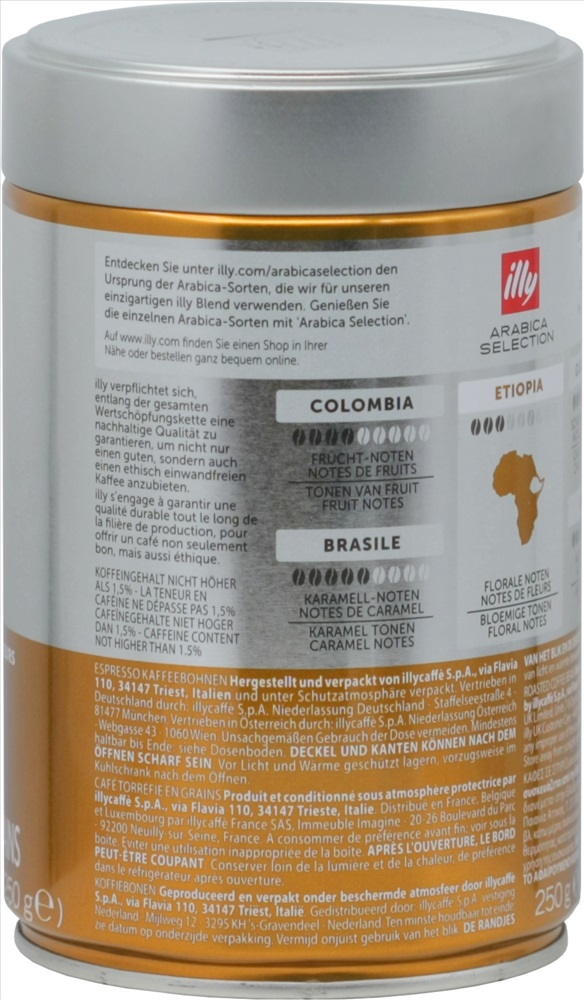 Entdecken Sie unter illy.com/arabicaselection den
Ursprung der Arabica-Sorten, die wir für unseren
einzigartigen illy Blend verwenden. Genießen Sie
die einzelnen Arabica-Sorten mit 'Arabica Selection'.
Auf www.illy.com finden Sie einen Shop in Ihrer
Nähe oder bestellen ganz bequem online.
illy
ARABICA
SELECTION
illy verpflichtet sich,
entlang der gesamten
Wertschöpfungskette eine
nachhaltige Qualität zu
garantieren, um nicht nur
einen guten, sondern auch
einen ethisch einwandfreien
Kaffee anzubieten.
illy s'engage à garantir une
qualité durable tout le long de
la filière de production, pour
offrir un café non seulement
bon, mais aussi éthique.
KOFFEINGEHALT NICHT HÖHER
ALS 1,5% - LA TENEUR EN
CAFÉINE NE DÉPASSE PAS 1,5%
CAFEÏNEGEHALTE NIET HOGER
DAN 1,5% - CAFFEINE CONTENT
NOT HIGHER THAN 1.5%
COLOMBIA
FRUCHT-NOTEN
NOTES DE FRUITS
TONEN VAN FRUIT
FRUIT NOTES
BRASILE
KARAMELL-NOTEN
NOTES DE CARAMEL
KARAMEL TONEN
CARAMEL NOTES
ETIOPIA
FLORALE NOTEN
NOTES DE FLEURS
BLOEMIGE TONEN
FLORAL NOTES
ESPRESSO KAFFEEBOHNEN Hergestellt und verpackt von illycaffè S.p.A., via Flavia
110, 34147 Triest, Italien und unter Schutzatmosphäre verpackt. Vertrieben in
Deutschland durch: illycaffè S.p.A. Niederlassung Deutschland · Staffelseestraße 4 -
81477 München. Vertrieben in Österreich durch: illycaffè S.p.A. Niederlassung Österreich
- Webgasse 43 · 1060 Wien. Unsachgemäßen Gebrauch der Dose vermeiden. Mindestens
haltbar bis Ende: siehe Dosenboden. DECKEL UND KANTEN KÖNNEN NACH DEM
ÖFFNEN SCHARF SEIN. Vor Licht und Wärme geschützt lagern, vorzugsweise im
Kühlschrank nach dem Öffnen.
CAFÉ TORRÉFIÉ EN GRAINS Produit et conditionné sous atmosphère protectrice par
illycaffè S.p.A., via Flavia 110, 34147 Trieste, Italie. Distribué en France, Belgique
et Luxembourg par illycaffè France SAS, Immeuble Imagine · 20-26 Boulevard du Parc
· 92200 Neuilly-sur-Seine, France. A consommer de préférence avant fin: voir sous la
boîte. Éviter une utilisation inappropriée de la boîte. APRÈS L'OUVERTURE, LE BORD
PEUT-ÊTRE COUPANT. Conserver loin de la lumière et de la chaleur, de préférence
dans le réfrigérateur après ouverture.
KOFFIEBONEN Geproduceerd en verpakt onder beschermde atmosfeer door illycaffè
S.p.A., via Flavia 110, 34147 Triest, Italië. Gedistribueerd door: illycaffè S.p.A. vestiging
Nederland · Mijlweg 12 · 3295 KH 's-Gravendeel · Nederland. Ten minste houdbaar tot einde:
zie datum op onderzijde verpakking. Vermijd onjuist gebruik van het blik. DE RANDJES
250 g